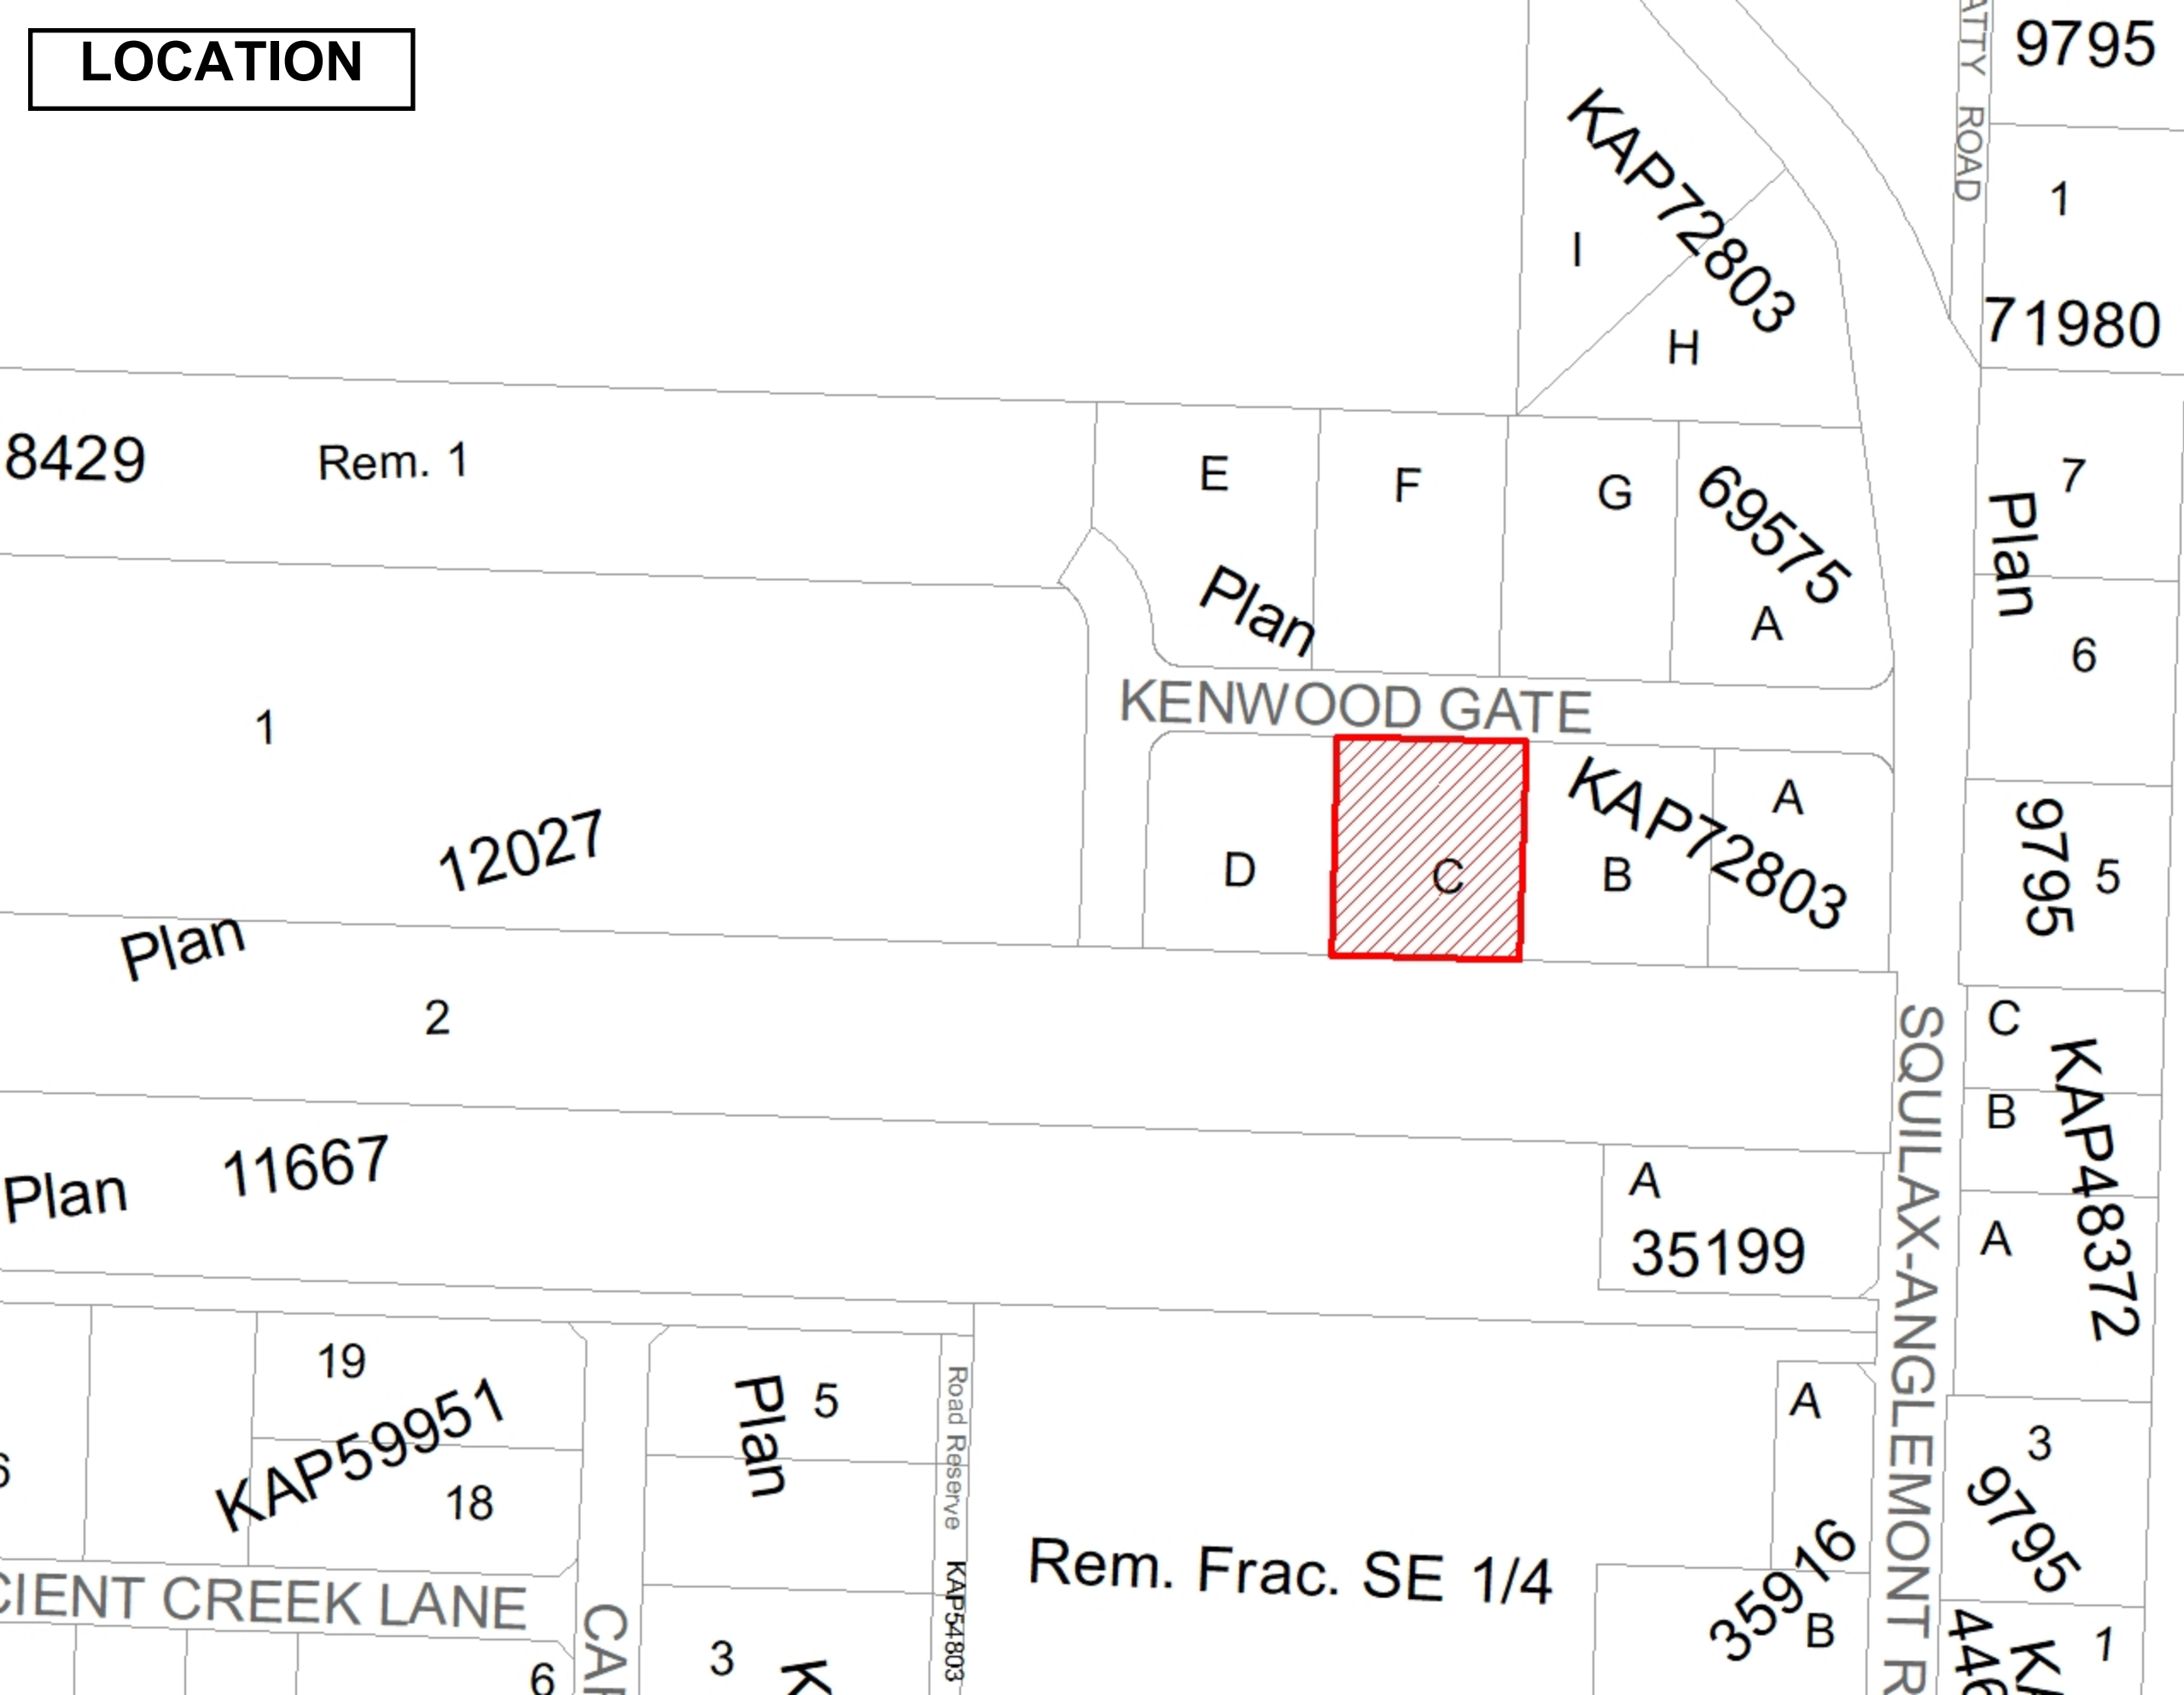 LOCATION
ROAD
9795
1
71980
KAP72803
I
H
8429
Rem. 1
E
F
G
69575
A
7
Plan
6
Plan
KENWOOD GATE
1
12027
D
C
B
KAP72803
A
9795
5
Plan
2
SQUILAX-ANGLEMONT R
C
B
A
KAP48372
Plan
11667
A
35199
19
KAP59951
18
Plan
5
Road Reserve KAP54803
A
3
9795
Rem. Frac. SE 1/4
35916
B
CREEK LANE
6
3
1